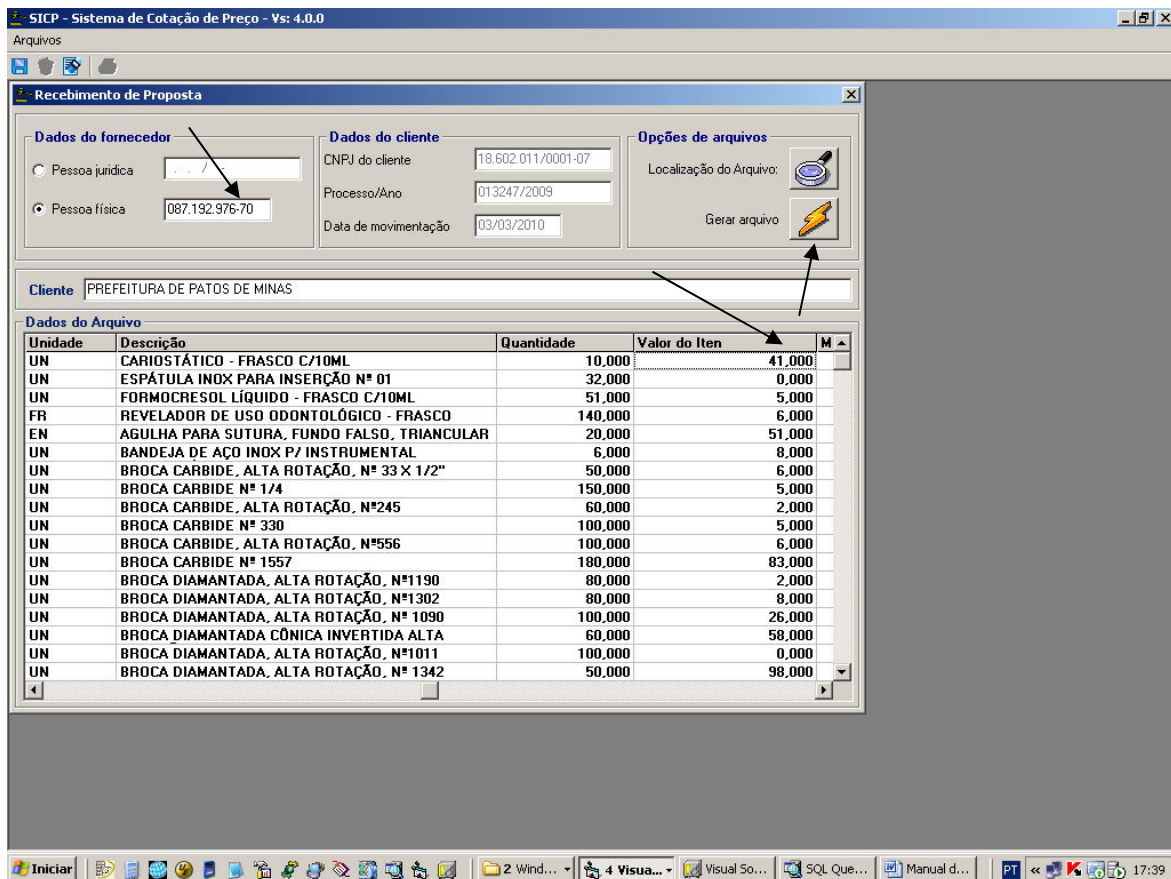 SICP - Sistema de Cotação de Preço - Vs: 4.0.0
Arquivos
Recebimento de Proposta
Dados do fornecedor
Pessoa juridica . . /
Pessoa física 087.192.976-70
Dados do cliente
CNPJ do cliente 18.602.011/0001-07
Processo/Ano 013247/2009
Data de movimentação 03/03/2010
Opções de arquivos
Localização do Arquivo:
Gerar arquivo
Cliente PREFEITURA DE PATOS DE MINAS
Dados do Arquivo
Unidade Descrição Quantidade Valor do Iten M
UN CARIOSTÁTICO - FRASCO C/10ML 10,000 41,000
UN ESPÁTULA INOX PARA INSERÇÃO Nº 01 32,000 0,000
UN FORMOCRESOL LÍQUIDO - FRASCO C/10ML 51,000 5,000
FR REVELADOR DE USO ODONTOLÓGICO - FRASCO 140,000 6,000
EN AGULHA PARA SUTURA, FUNDO FALSO, TRIANCULAR 20,000 51,000
UN BANDEJA DE AÇO INOX P/ INSTRUMENTAL 6,000 8,000
UN BROCA CARBIDE, ALTA ROTAÇÃO, Nº 33 X 1/2" 50,000 6,000
UN BROCA CARBIDE Nº 1/4 150,000 5,000
UN BROCA CARBIDE, ALTA ROTAÇÃO, Nº245 60,000 2,000
UN BROCA CARBIDE Nº 330 100,000 5,000
UN BROCA CARBIDE, ALTA ROTAÇÃO, Nº556 100,000 6,000
UN BROCA CARBIDE Nº 1557 180,000 83,000
UN BROCA DIAMANTADA, ALTA ROTAÇÃO, Nº1190 80,000 2,000
UN BROCA DIAMANTADA, ALTA ROTAÇÃO, Nº1302 80,000 8,000
UN BROCA DIAMANTADA, ALTA ROTAÇÃO, Nº 1090 100,000 26,000
UN BROCA DIAMANTADA CÔNICA INVERTIDA ALTA 60,000 58,000
UN BROCA DIAMANTADA, ALTA ROTAÇÃO, Nº1011 100,000 0,000
UN BROCA DIAMANTADA, ALTA ROTAÇÃO, Nº 1342 50,000 98,000
Iniciar 2 Wind... 4 Visua... Visual So... SQL Que... Manual d... PT « 17:39